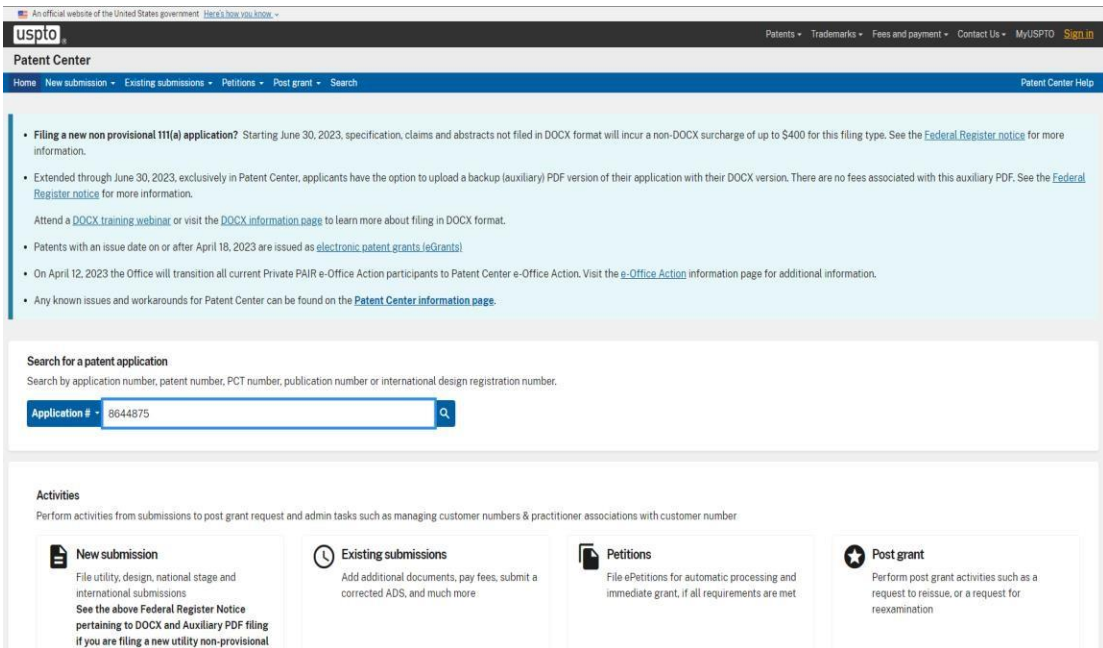 An official website of the United States government Here's how you know
uspto
Patents Trademarks Fees and payment Contact Us MyUSPTO Sign in
Patent Center
Home New submission Existing submissions Petitions Post grant Search Patent Center Help
• Filing a new non provisional 111(a) application? Starting June 30, 2023, specification, claims and abstracts not filed in DOCX format will incur a non-DOCX surcharge of up to $400 for this filing type. See the Federal Register notice for more
information.
• Extended through June 30, 2023, exclusively in Patent Center, applicants have the option to upload a backup (auxiliary) PDF version of their application with their DOCX version. There are no fees associated with this auxiliary PDF. See the Federal
Register notice for more information.
Attend a DOCX training webinar or visit the DOCX information page to learn more about filing in DOCX format.
• Patents with an issue date on or after April 18, 2023 are issued as electronic patent grants (eGrants)
• On April 12, 2023 the Office will transition all current Private PAIR e-Office Action participants to Patent Center e-Office Action. Visit the e-Office Action information page for additional information.
• Any known issues and workarounds for Patent Center can be found on the Patent Center information page.
Search for a patent application
Search by application number, patent number, PCT number, publication number or international design registration number.
Application # 8644875
Activities
Perform activities from submissions to post grant request and admin tasks such as managing customer numbers & practitioner associations with customer number
New submission
File utility, design, national stage and
international submissions
See the above Federal Register Notice
pertaining to DOCX and Auxiliary PDF filing
if you are filing a new utility non-provisional
Existing submissions
Add additional documents, pay fees, submit a
corrected ADS, and much more
Petitions
File ePetitions for automatic processing and
immediate grant, if all requirements are met
Post grant
Perform post grant activities such as a
request to reissue, or a request for
reexamination